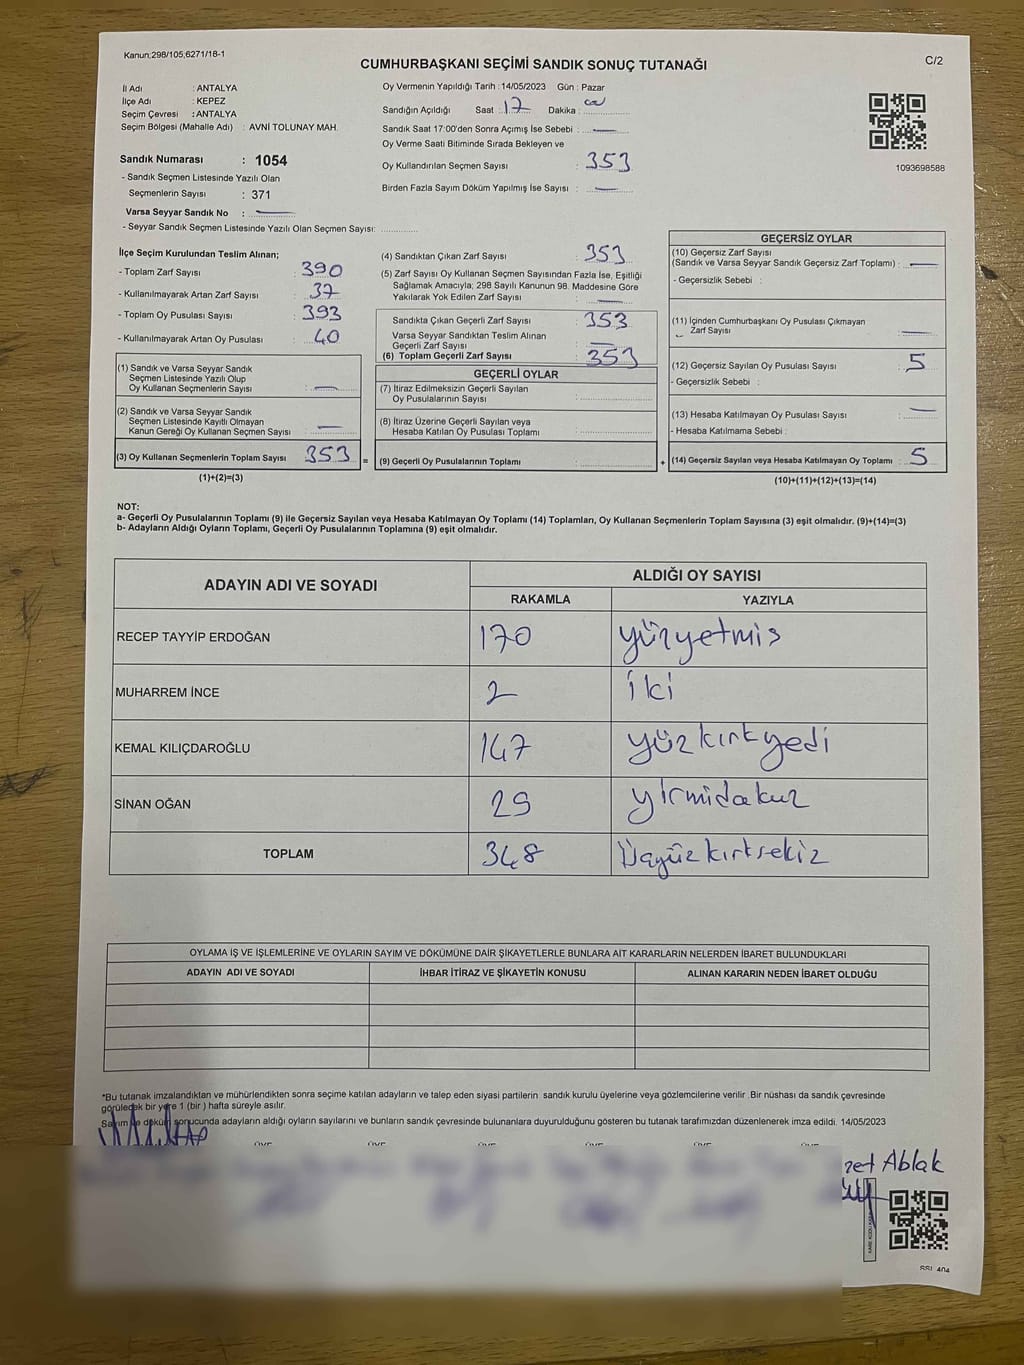 Kanun;298/105;6271/18-1
CUMHURBAŞKANI SEÇİMİ SANDIK SONUÇ TUTANAĞI
C/2
İl Adı : ANTALYA
İlçe Adı : KEPEZ
Seçim Çevresi : ANTALYA
Seçim Bölgesi (Mahalle Adı) : AVNİ TOLUNAY MAH.
Sandık Numarası : 1054
- Sandık Seçmen Listesinde Yazılı Olan
Seçmenlerin Sayısı : 371
Varsa Seyyar Sandık No :
- Seyyar Sandık Seçmen Listesinde Yazılı Olan Seçmen Sayısı:
Oy Vermenin Yapıldığı Tarih : 14/05/2023 Gün : Pazar
Sandığın Açıldığı Saat : 17 Dakika :
Sandık Saat 17:00'den Sonra Açımış İse Sebebi :
Oy Verme Saati Bitiminde Sırada Bekleyen ve
Oy Kullandırılan Seçmen Sayısı : 353
Birden Fazla Sayım Döküm Yapılmış İse Sayısı :
1093698588
İlçe Seçim Kurulundan Teslim Alınan;
- Toplam Zarf Sayısı : 390
- Kullanılmayarak Artan Zarf Sayısı : 37
- Toplam Oy Pusulası Sayısı : 393
- Kullanılmayarak Artan Oy Pusulası : 40
(1) Sandık ve Varsa Seyyar Sandık
Seçmen Listesinde Yazılı Olup
Oy Kullanan Seçmenlerin Sayısı :
(2) Sandık ve Varsa Seyyar Sandık
Seçmen Listesinde Kayıtlı Olmayan
Kanun Gereği Oy Kullanan Seçmen Sayısı :
(3) Oy Kullanan Seçmenlerin Toplam Sayısı : 353 =
(1)+(2)=(3)
(4) Sandıktan Çıkan Zarf Sayısı : 353
(5) Zarf Sayısı Oy Kullanan Seçmen Sayısından Fazla İse, Eşitliği
Sağlamak Amacıyla; 298 Sayılı Kanunun 98. Maddesine Göre
Yakılarak Yok Edilen Zarf Sayısı :
Sandıkta Çıkan Geçerli Zarf Sayısı : 353
Varsa Seyyar Sandıktan Teslim Alınan
Geçerli Zarf Sayısı :
(6) Toplam Geçerli Zarf Sayısı : 353
GEÇERLİ OYLAR
(7) İtiraz Edilmeksizin Geçerli Sayılan
Oy Pusulalarının Sayısı :
(8) İtiraz Üzerine Geçerli Sayılan veya
Hesaba Katılan Oy Pusulası Toplamı :
(9) Geçerli Oy Pusulalarının Toplamı : +
GEÇERSİZ OYLAR
(10) Geçersiz Zarf Sayısı
(Sandık ve Varsa Seyyar Sandık Geçersiz Zarf Toplamı) :
- Geçersizlik Sebebi :
(11) İçinden Cumhurbaşkanı Oy Pusulası Çıkmayan
Zarf Sayısı :
(12) Geçersiz Sayılan Oy Pusulası Sayısı : 5
- Geçersizlik Sebebi :
(13) Hesaba Katılmayan Oy Pusulası Sayısı :
- Hesaba Katılmama Sebebi :
(14) Geçersiz Sayılan veya Hesaba Katılmayan Oy Toplamı : 5
(10)+(11)+(12)+(13)=(14)
NOT:
a- Geçerli Oy Pusulalarının Toplamı (9) ile Geçersiz Sayılan veya Hesaba Katılmayan Oy Toplamı (14) Toplamları, Oy Kullanan Seçmenlerin Toplam Sayısına (3) eşit olmalıdır. (9)+(14)=(3)
b- Adayların Aldığı Oyların Toplamı, Geçerli Oy Pusulalarının Toplamına (9) eşit olmalıdır.
ADAYIN ADI VE SOYADI
ALDIĞI OY SAYISI
RAKAMLA YAZIYLA
RECEP TAYYİP ERDOĞAN 170 yüzyetmis
MUHARREM İNCE 2 iki
KEMAL KILIÇDAROĞLU 147 yüzkırkyedi
SİNAN OĞAN 29 yirmidokuz
TOPLAM 348 Üçyüzkırksekiz
OYLAMA İŞ VE İŞLEMLERİNE VE OYLARIN SAYIM VE DÖKÜMÜNE DAİR ŞİKAYETLERLE BUNLARA AİT KARARLARIN NELERDEN İBARET BULUNDUKLARI
ADAYIN ADI VE SOYADI İHBAR İTİRAZ VE ŞİKAYETİN KONUSU ALINAN KARARIN NEDEN İBARET OLDUĞU
*Bu tutanak imzalandıktan ve mühürlendikten sonra seçime katılan adayların ve talep eden siyasi partilerin sandık kurulu üyelerine veya gözlemcilerine verilir .Bir nüshası da sandık çevresinde
görülecek bir yere 1 (bir ) hafta süreyle asılır.
Sayım ve döküm sonucunda adayların aldığı oyların sayılarını ve bunların sandık çevresinde bulunanlara duyurulduğunu gösteren bu tutanak tarafımızdan düzenlenerek imza edildi. 14/05/2023
ÜYE ÜYE ÜYE ÜYE ÜYE
zet Ablak